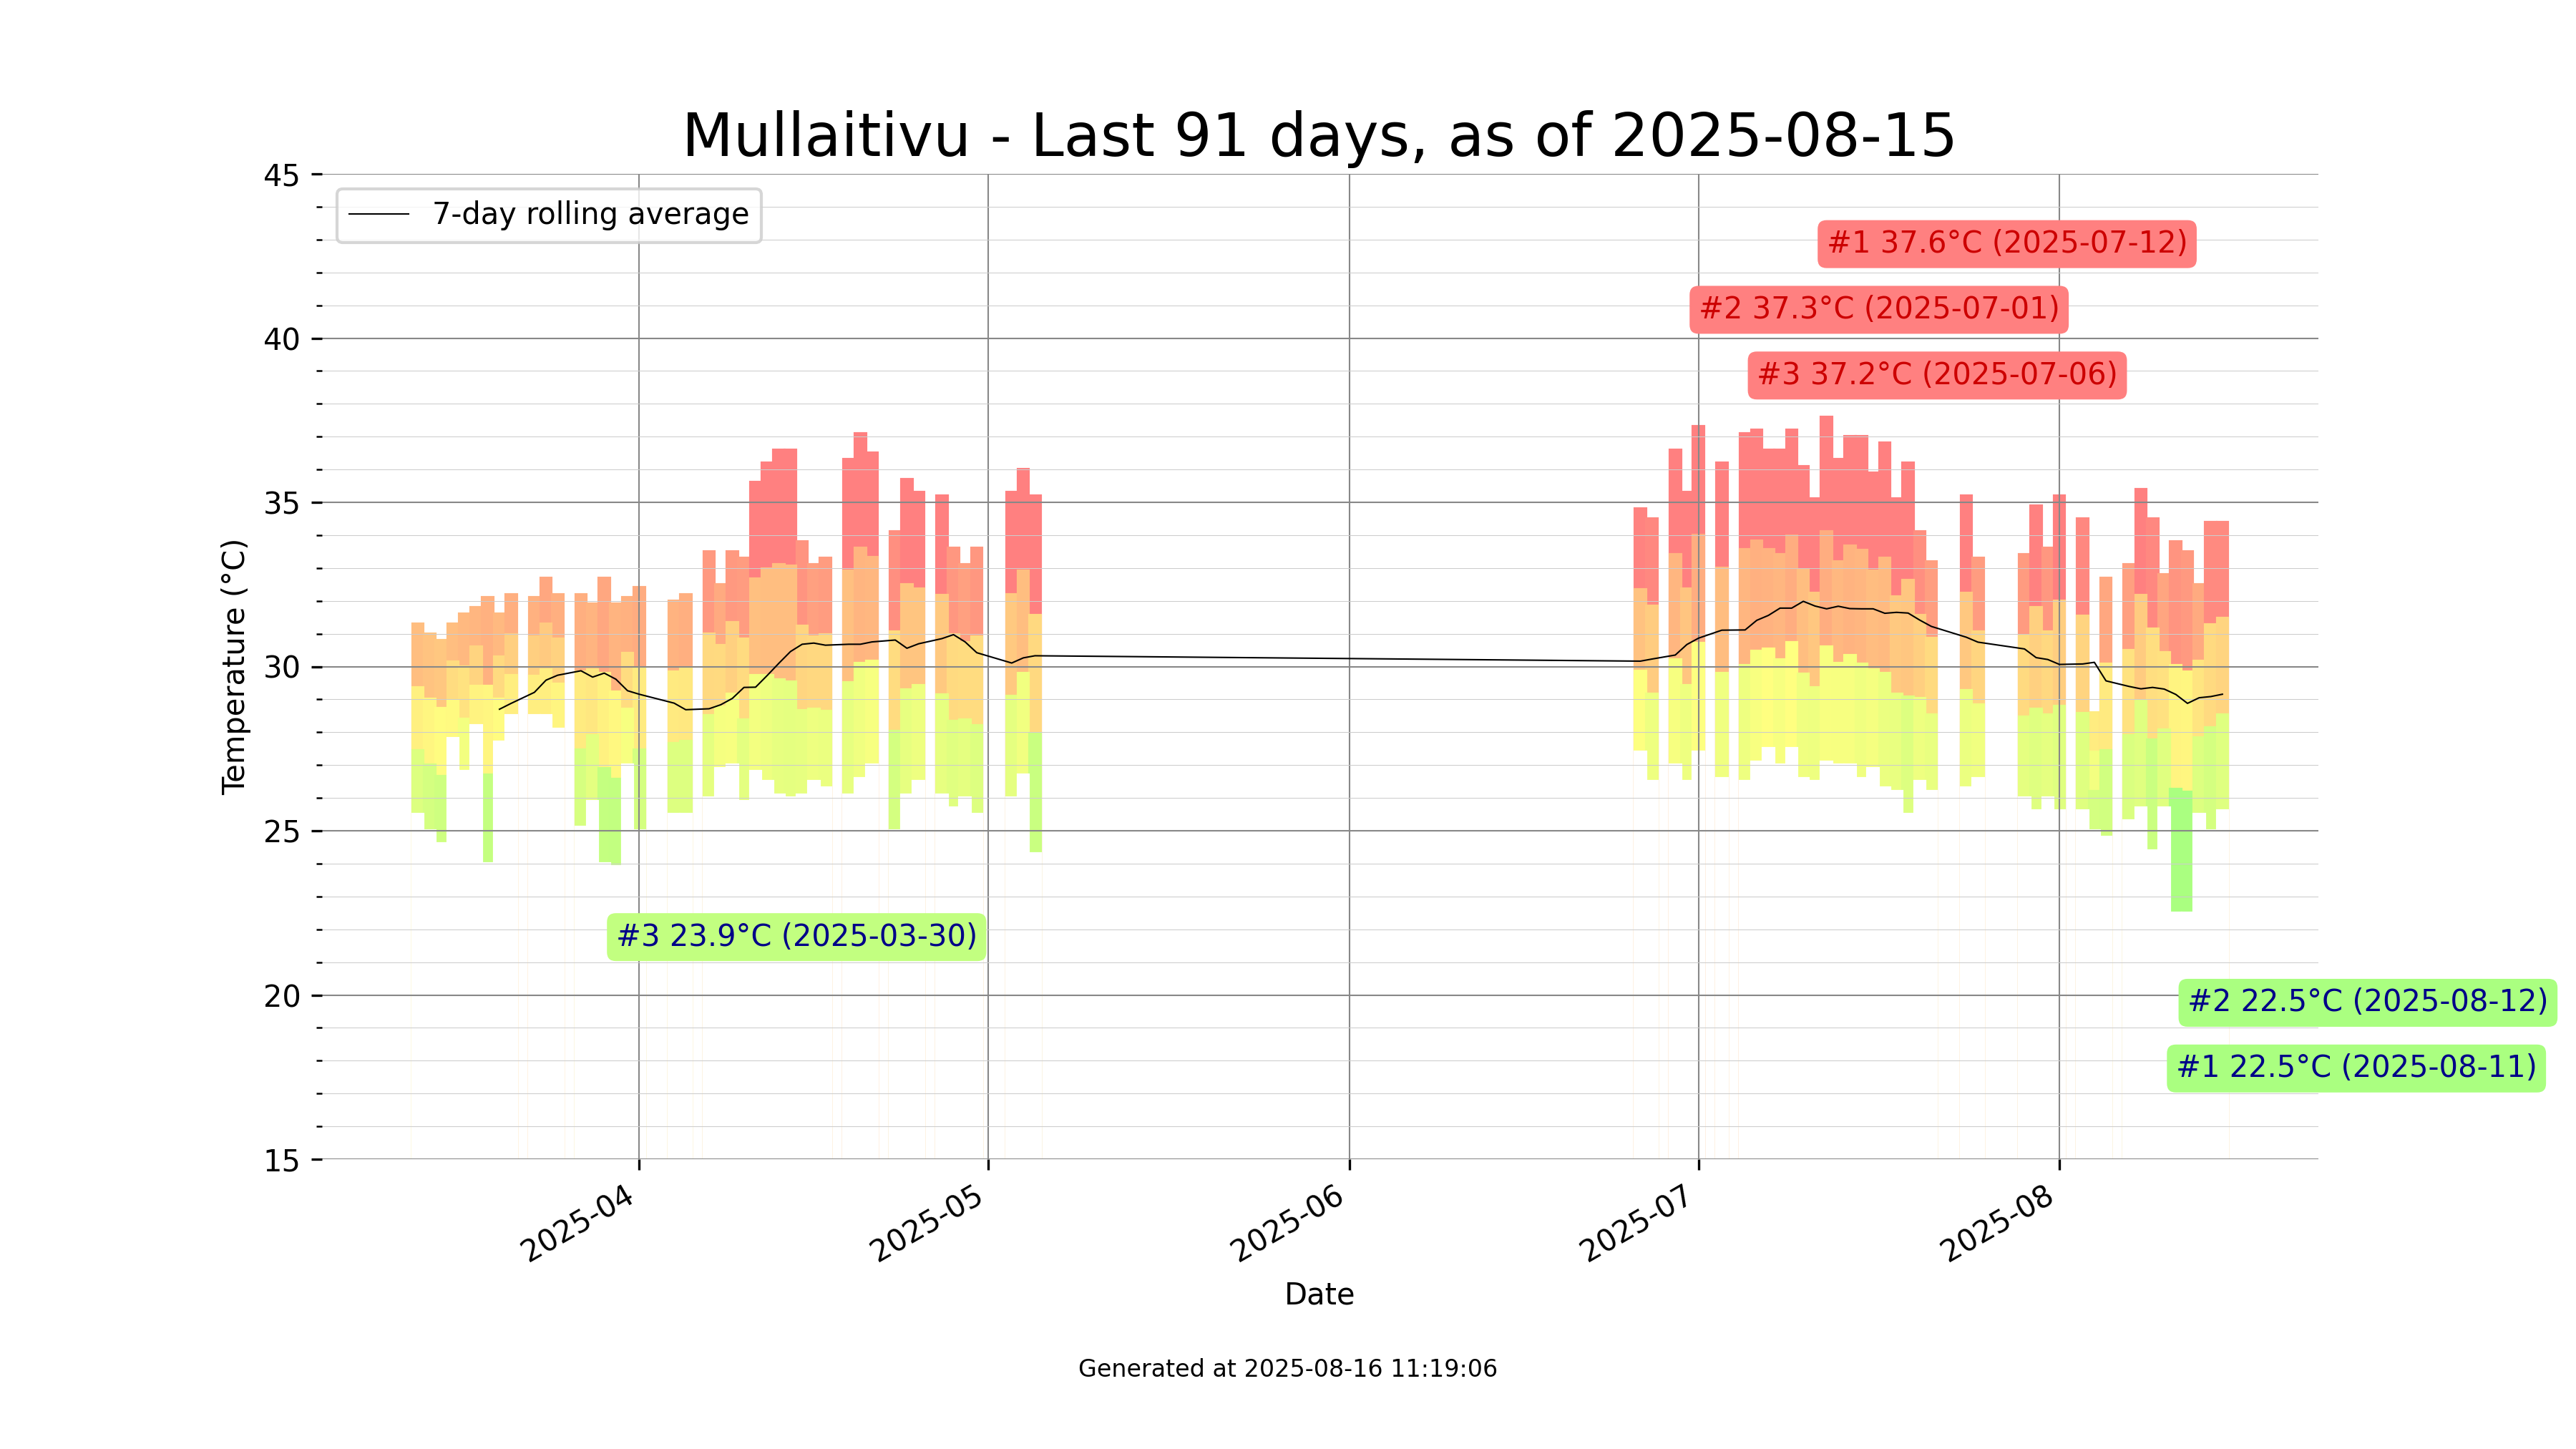 Mullaitivu - Last 91 days, as of 2025-08-15
7-day rolling average
#1 37.6°C (2025-07-12)
#2 37.3°C (2025-07-01)
#3 37.2°C (2025-07-06)
#3 23.9°C (2025-03-30)
#2 22.5°C (2025-08-12)
#1 22.5°C (2025-08-11)
Temperature (°C)
45
40
35
30
25
20
15
2025-04
2025-05
2025-06
2025-07
2025-08
Date
Generated at 2025-08-16 11:19:06